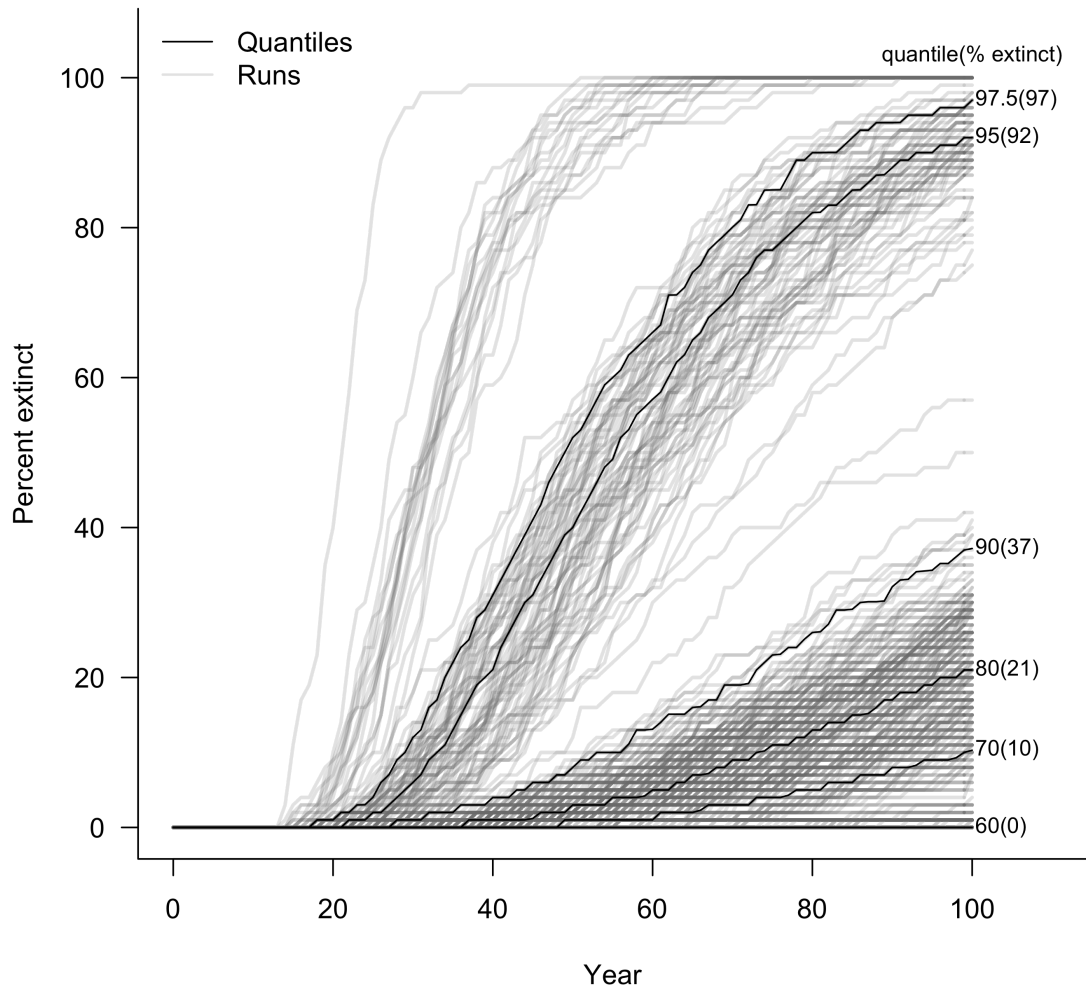 Quantiles
Runs
quantile(% extinct)
100
97.5(97)
95(92)
80
60
Percent extinct
40
90(37)
20
80(21)
70(10)
0
60(0)
0 20 40 60 80 100
Year